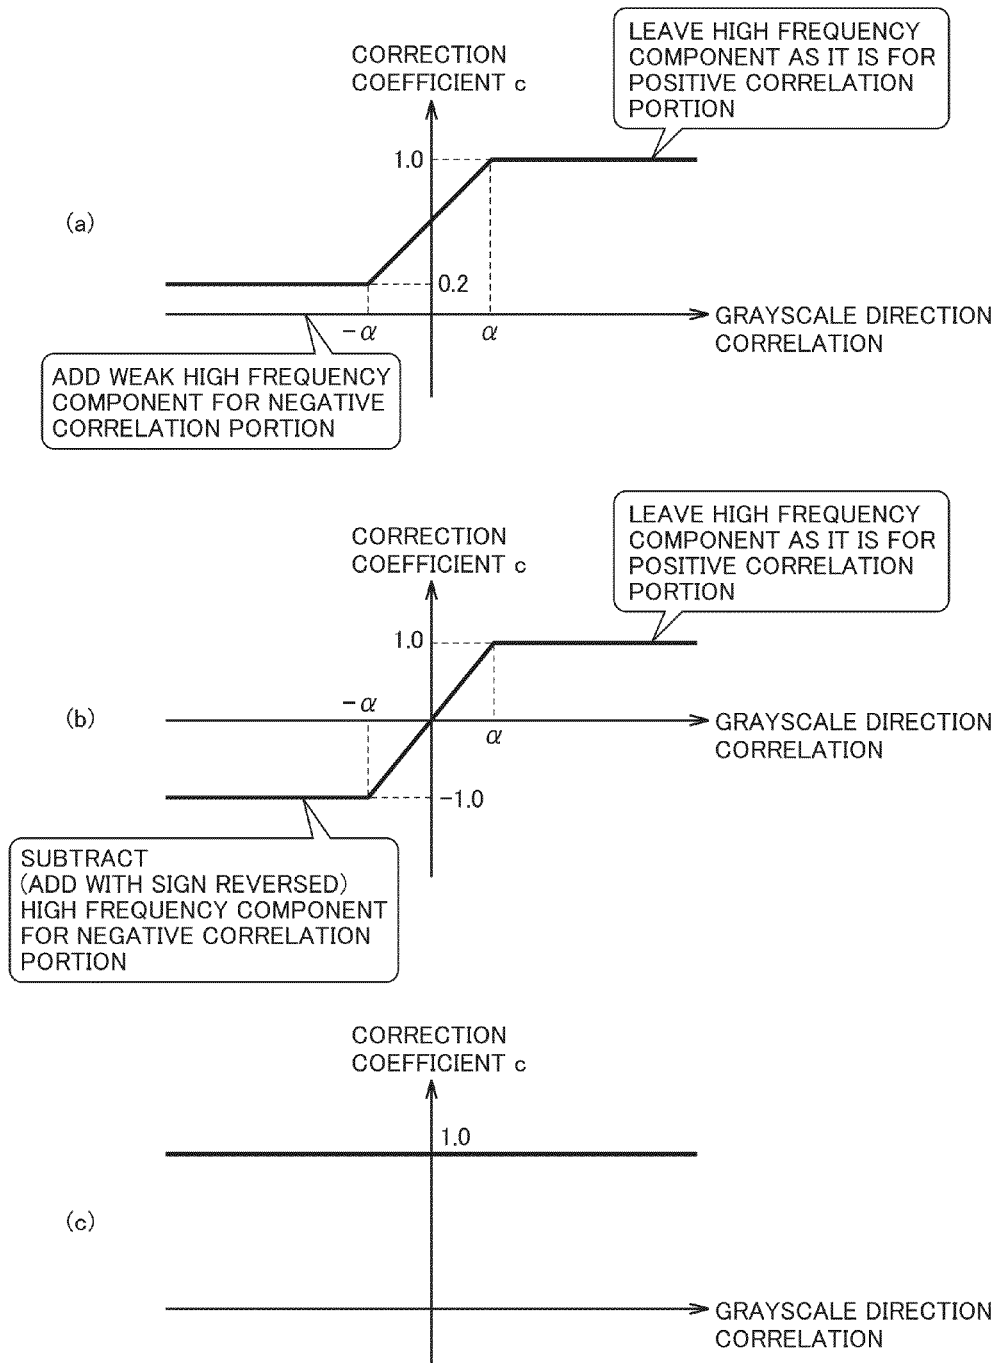 CORRECTION
COEFFICIENT c
LEAVE HIGH FREQUENCY
COMPONENT AS IT IS FOR
POSITIVE CORRELATION
PORTION
1.0
(a)
0.2
-α
α
GRAYSCALE DIRECTION
CORRELATION
ADD WEAK HIGH FREQUENCY
COMPONENT FOR NEGATIVE
CORRELATION PORTION
CORRECTION
COEFFICIENT c
LEAVE HIGH FREQUENCY
COMPONENT AS IT IS FOR
POSITIVE CORRELATION
PORTION
1.0
-α
(b)
α
GRAYSCALE DIRECTION
CORRELATION
-1.0
SUBTRACT
(ADD WITH SIGN REVERSED)
HIGH FREQUENCY COMPONENT
FOR NEGATIVE CORRELATION
PORTION
CORRECTION
COEFFICIENT c
1.0
(c)
GRAYSCALE DIRECTION
CORRELATION